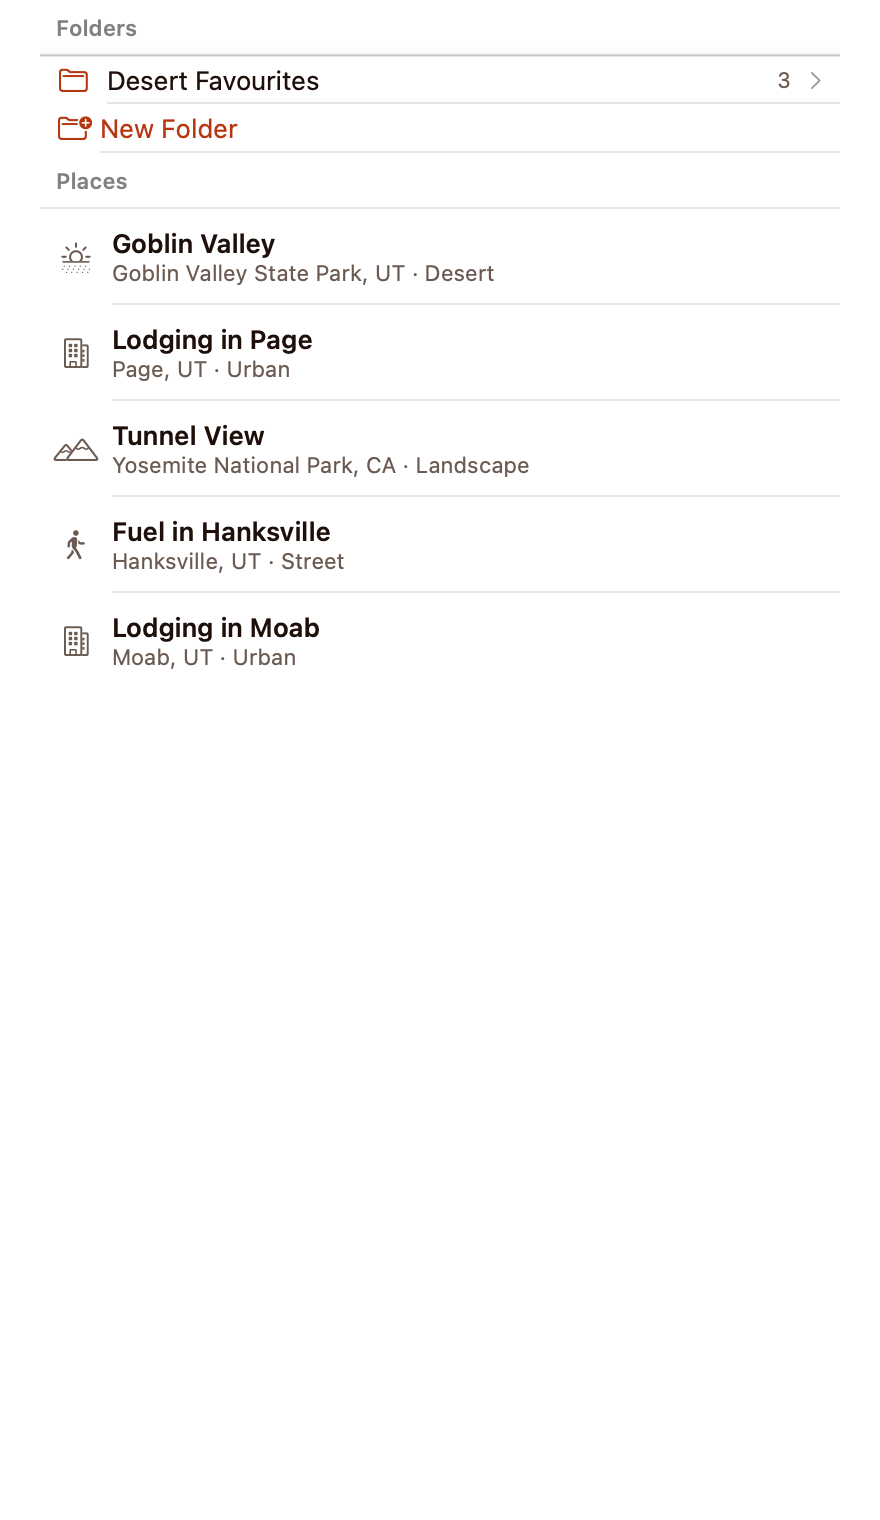 Folders
Desert Favourites 3
New Folder
Places
Goblin Valley
Goblin Valley State Park, UT · Desert
Lodging in Page
Page, UT · Urban
Tunnel View
Yosemite National Park, CA · Landscape
Fuel in Hanksville
Hanksville, UT · Street
Lodging in Moab
Moab, UT · Urban